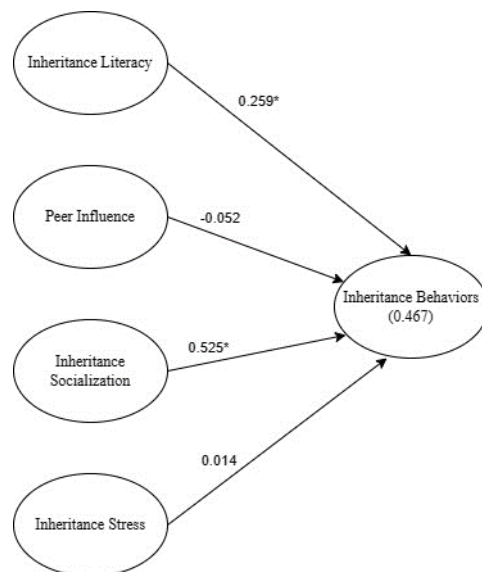 Inheritance Literacy
0.259*
Peer Influence
-0.052
Inheritance Behaviors
(0.467)
Inheritance
Socialization
0.525*
0.014
Inheritance Stress